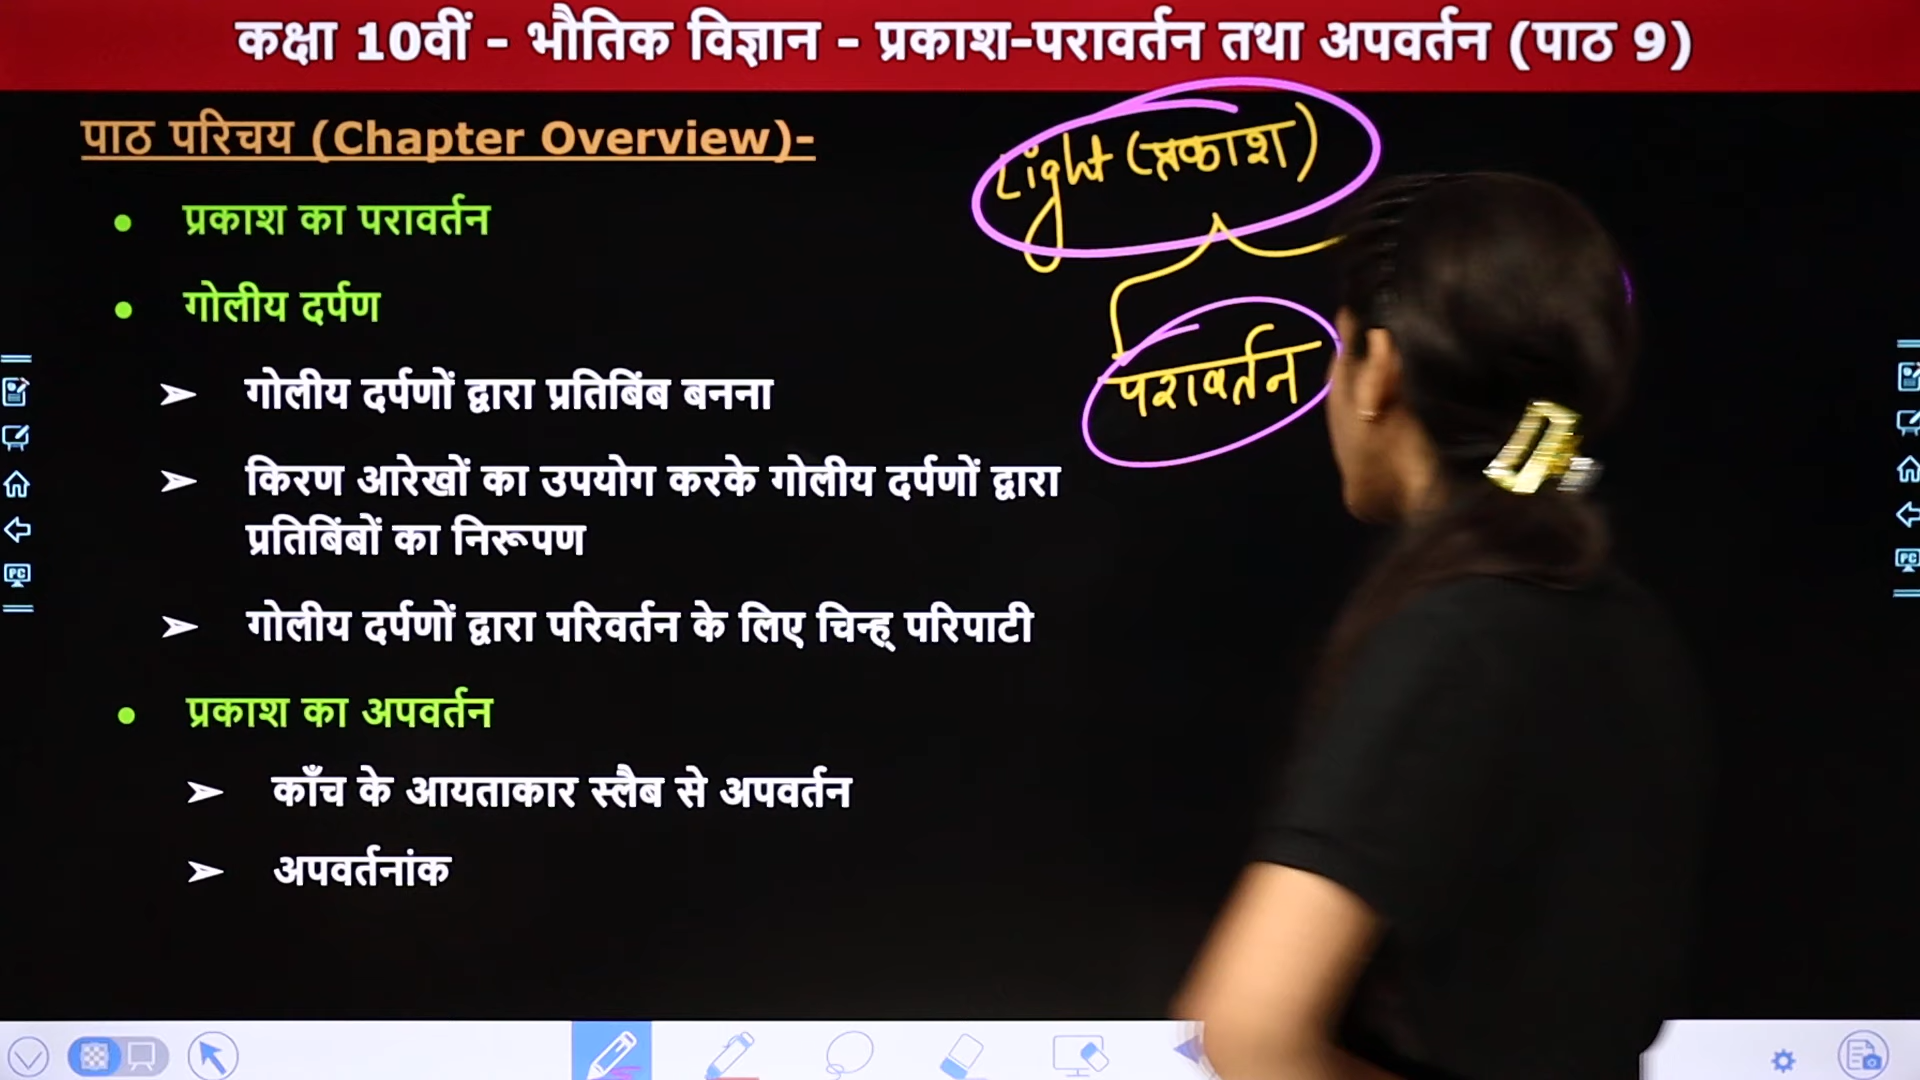 कक्षा 10वीं - भौतिक विज्ञान - प्रकाश-परावर्तन तथा अपवर्तन (पाठ 9)
पाठ परिचय (Chapter Overview)-
Light (प्रकाश)
परावर्तन
• प्रकाश का परावर्तन
• गोलीय दर्पण
➢ गोलीय दर्पणों द्वारा प्रतिबिंब बनना
➢ किरण आरेखों का उपयोग करके गोलीय दर्पणों द्वारा
प्रतिबिंबों का निरूपण
➢ गोलीय दर्पणों द्वारा परिवर्तन के लिए चिन्ह् परिपाटी
• प्रकाश का अपवर्तन
➢ काँच के आयताकार स्लैब से अपवर्तन
➢ अपवर्तनांक
PC
PC